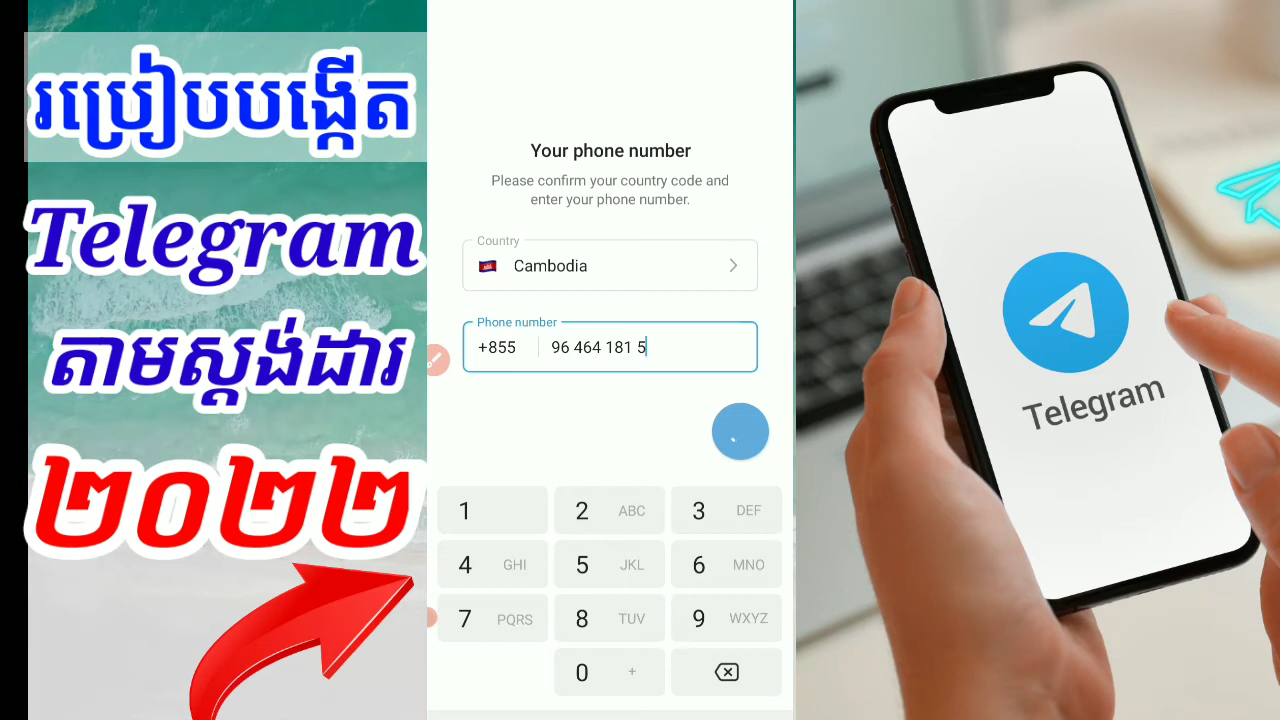 រប្រៀបបង្កើត
Telegram
តាមស្តង់ដារ
២០២២
Your phone number
Please confirm your country code and
enter your phone number.
Country
Cambodia
Phone number
+855 96 464 181 5
1
2 ABC
3 DEF
4 GHI
5 JKL
6 MNO
7 PQRS
8 TUV
9 WXYZ
0 +
Telegram